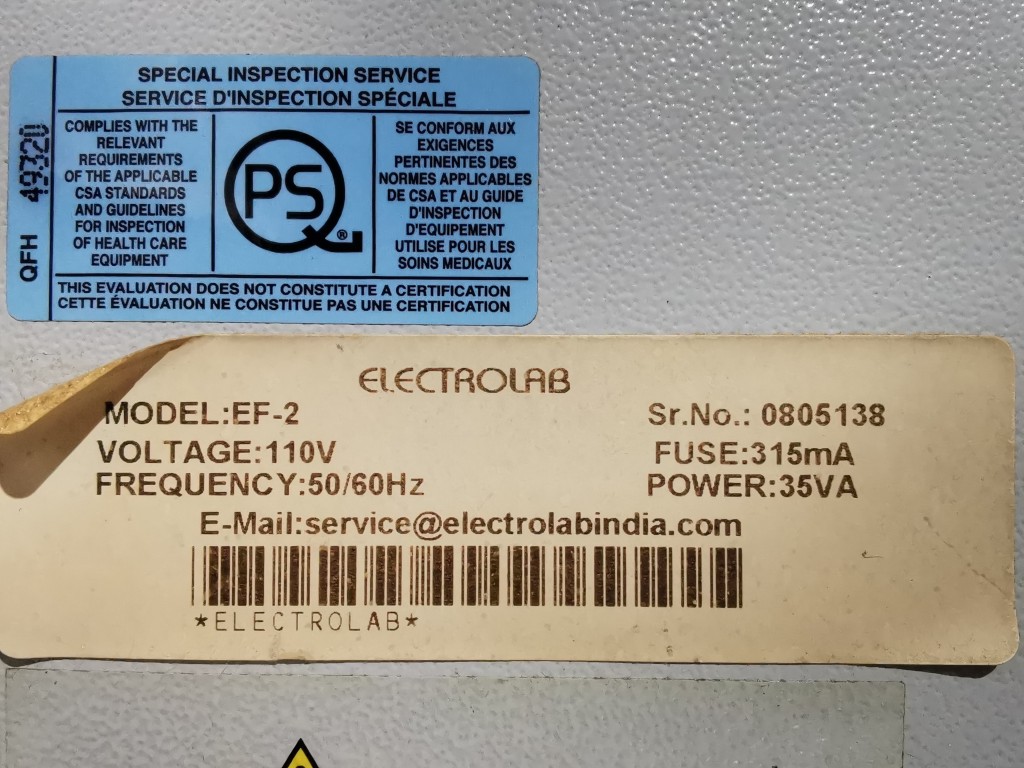 SPECIAL INSPECTION SERVICE
SERVICE D'INSPECTION SPÉCIALE
QFH 49320
COMPLIES WITH THE
RELEVANT
REQUIREMENTS
OF THE APPLICABLE
CSA STANDARDS
AND GUIDELINES
FOR INSPECTION
OF HEALTH CARE
EQUIPMENT
PS
®
SE CONFORM AUX
EXIGENCES
PERTINENTES DES
NORMES APPLICABLES
DE CSA ET AU GUIDE
D'INSPECTION
D'EQUIPEMENT
UTILISE POUR LES
SOINS MEDICAUX
THIS EVALUATION DOES NOT CONSTITUTE A CERTIFICATION
CETTE ÉVALUATION NE CONSTITUE PAS UNE CERTIFICATION
ELECTROLAB
MODEL:EF-2 Sr.No.: 0805138
VOLTAGE:110V FUSE:315mA
FREQUENCY:50/60Hz POWER:35VA
E-Mail:service@electrolabindia.com
*ELECTROLAB*